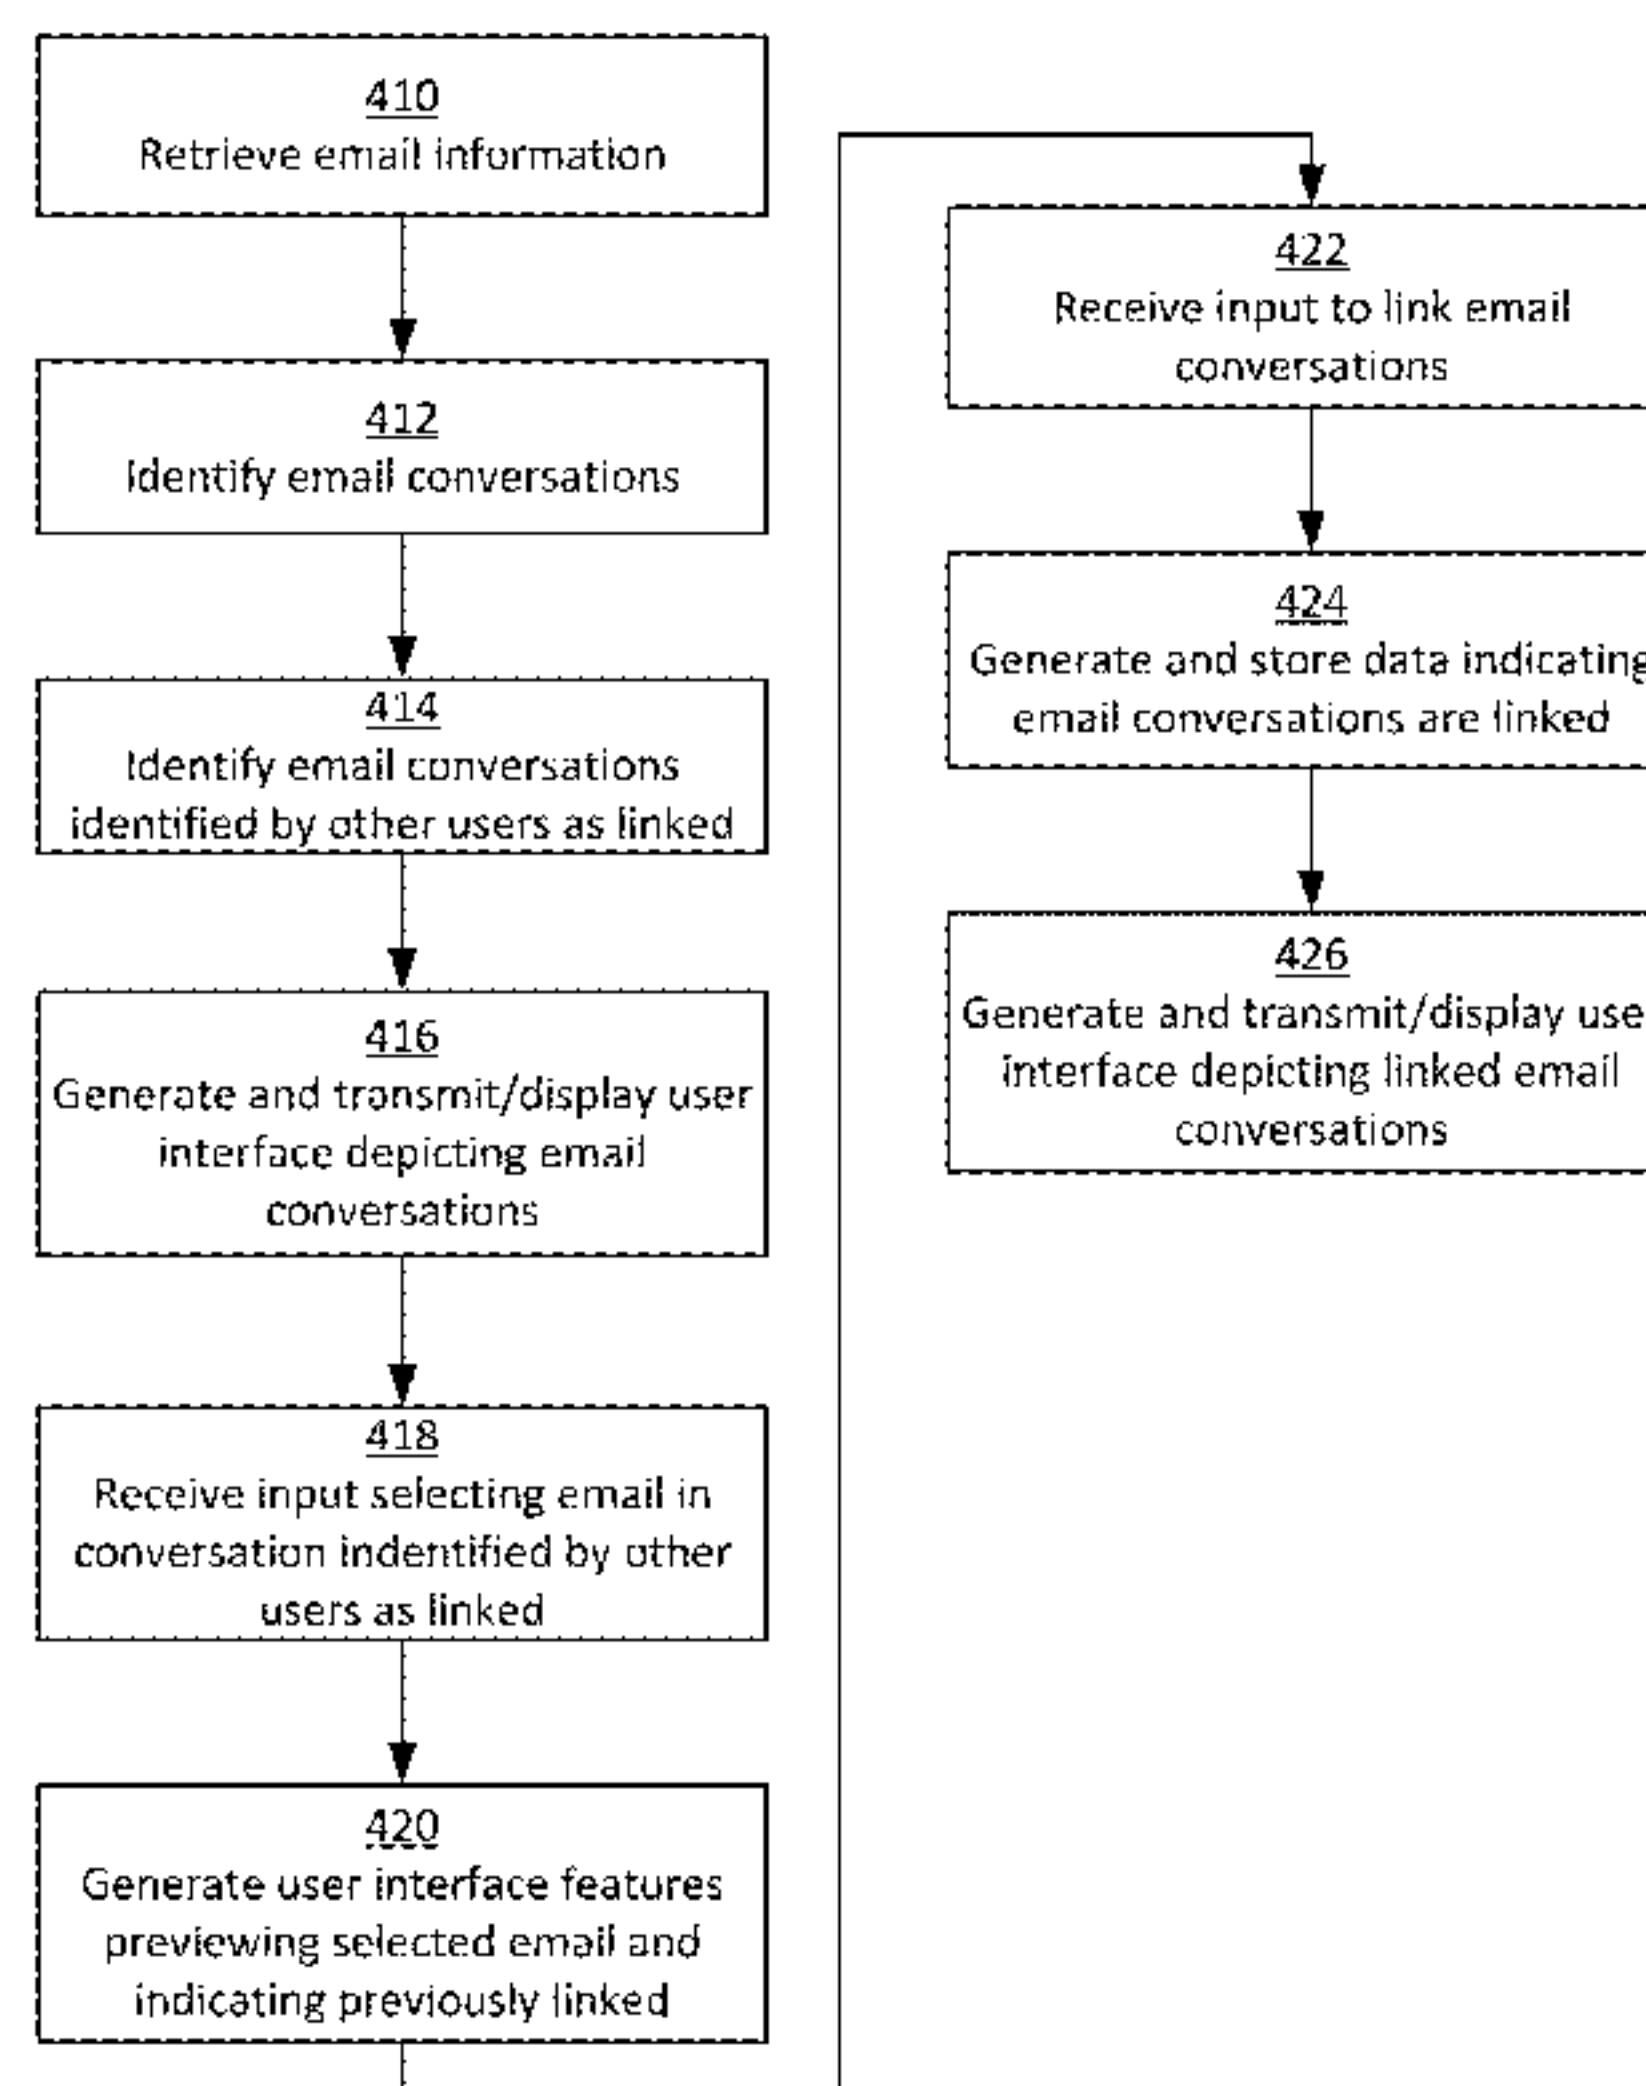 410
Retrieve email information
412
Identify email conversations
414
Identify email conversations
identified by other users as linked
416
Generate and transmit/display user
interface depicting email
conversations
418
Receive input selecting email in
conversation indentified by other
users as linked
420
Generate user interface features
previewing selected email and
indicating previously linked
422
Receive input to link email
conversations
424
Generate and store data indicating
email conversations are linked
426
Generate and transmit/display use
interface depicting linked email
conversations